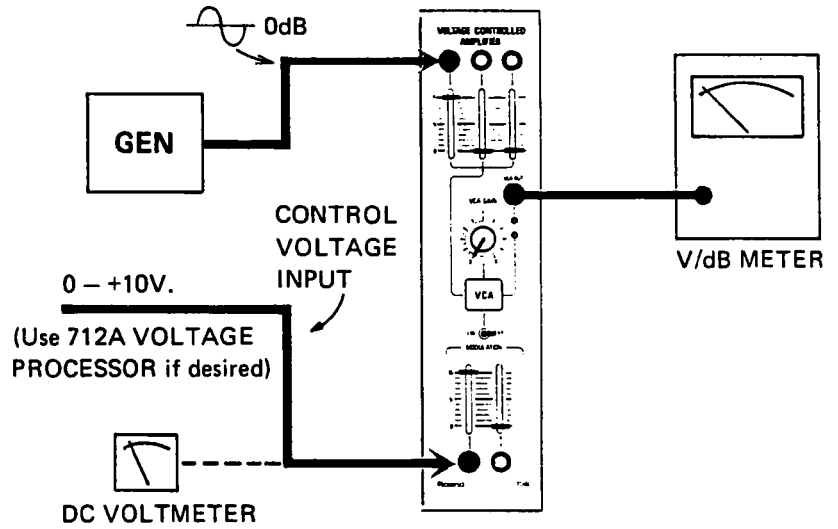 0dB
VOLTAGE CONTROLLED
AMPLIFIER
GEN
VCA OUT
VCA GAIN
CONTROL
VOLTAGE
INPUT
V/dB METER
0 – +10V.
VCA
(Use 712A VOLTAGE
PROCESSOR if desired)
MODULATION
DC VOLTMETER